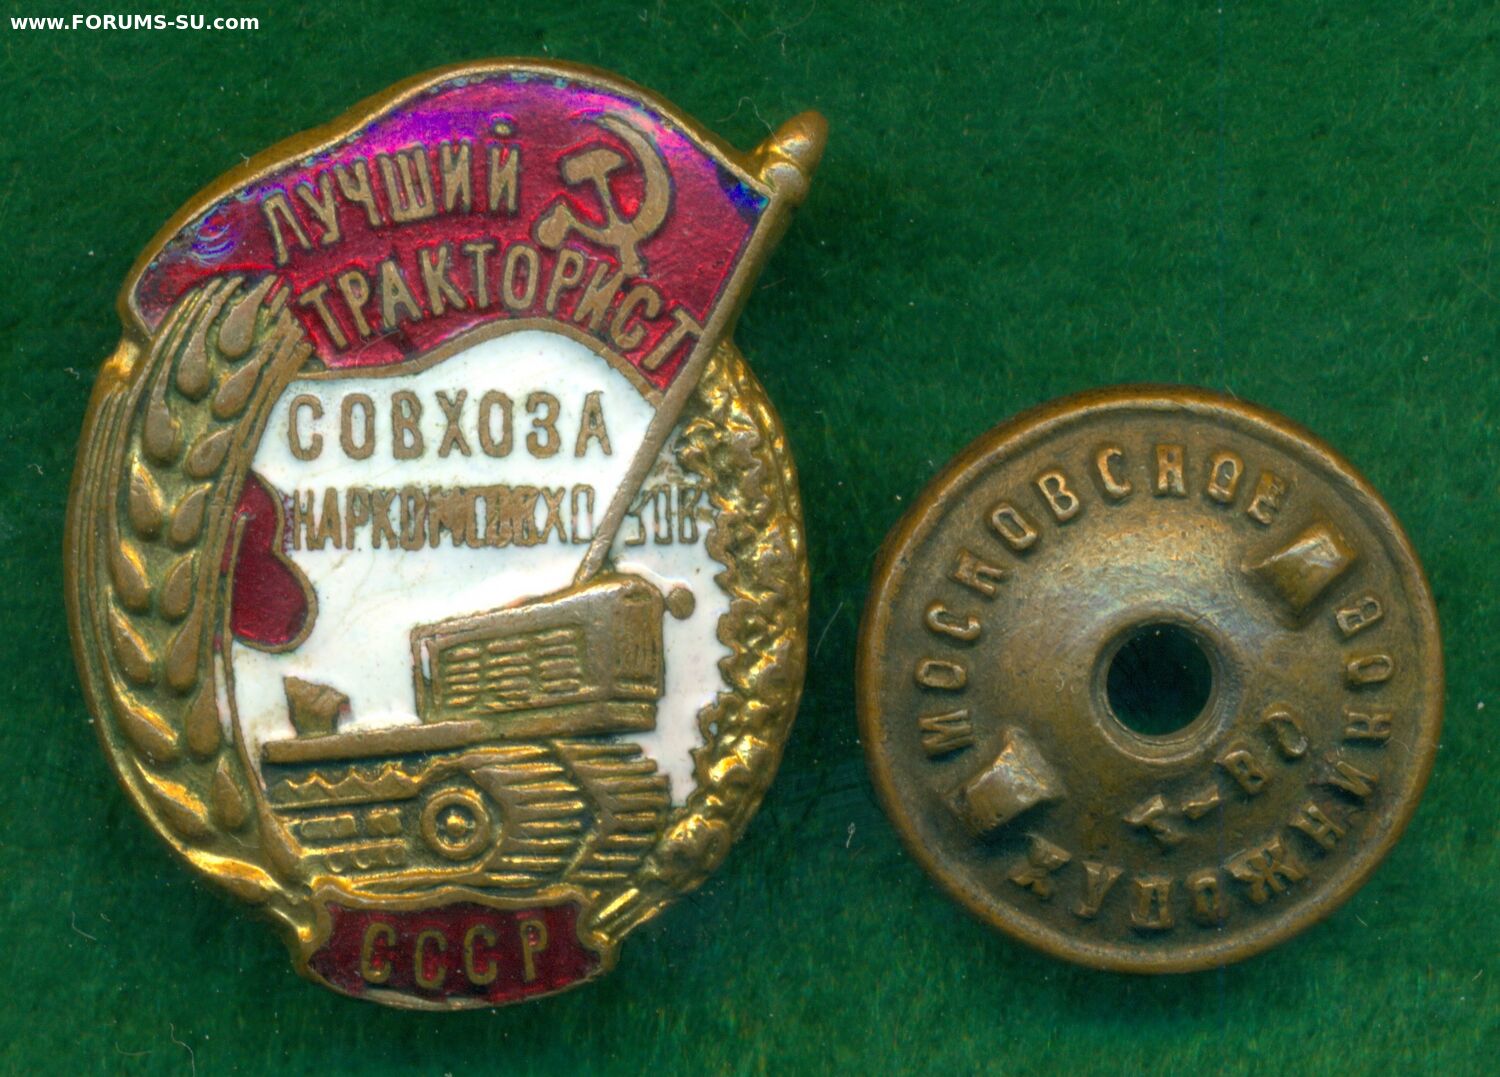 www.FORUMS-SU.com
ЛУЧШИЙ
ТРАКТОРИСТ
СОВХОЗА
НАРКОМСОВХОЗОВ
СССР
МОСКОВСКОЕ
Т-ВО
ХУДОЖНИКОВ